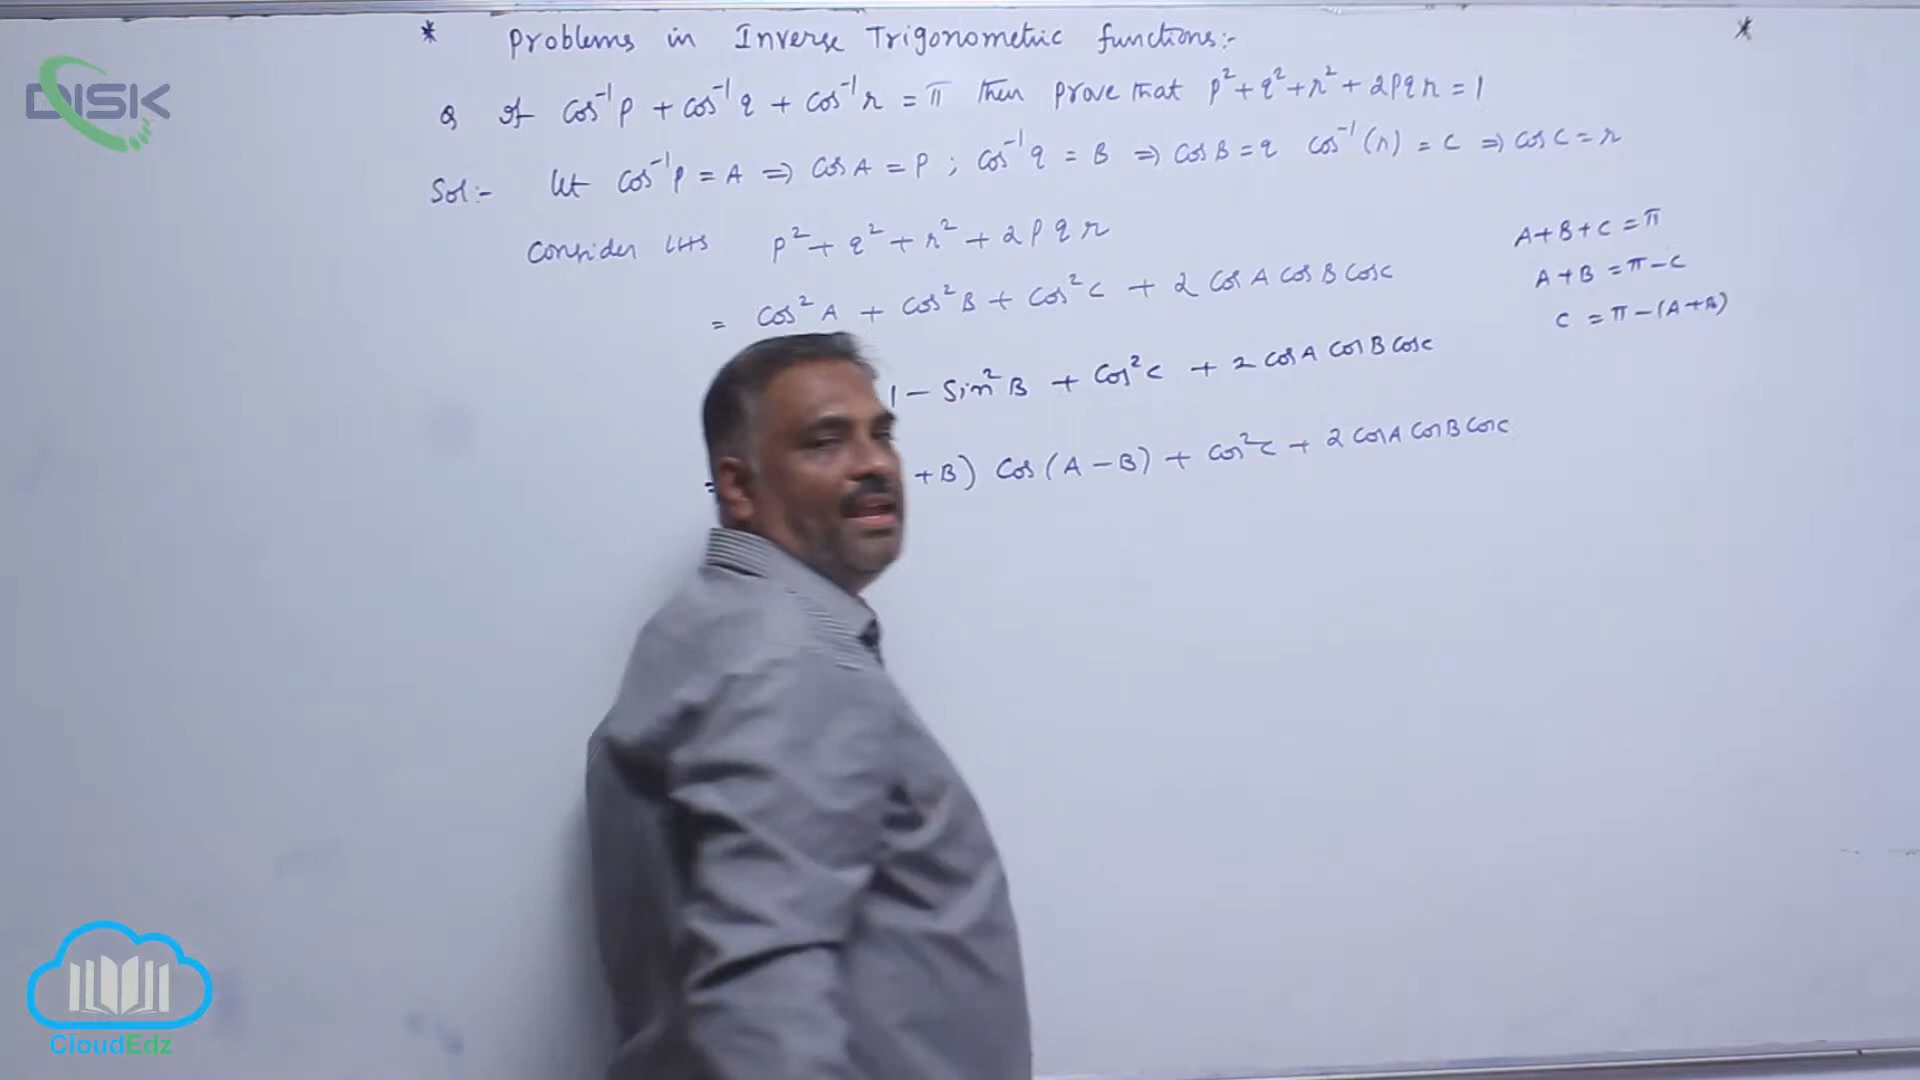 * Problems in Inverse Trigonometric functions:- *
DISK
Q If cos⁻¹p + cos⁻¹q + cos⁻¹r = π then prove that p² + q² + r² + 2pqr = 1
Sol:- let cos⁻¹p = A ⇒ cos A = p ; cos⁻¹q = B ⇒ cos B = q cos⁻¹(r) = C ⇒ cos C = r
Consider LHS p² + q² + r² + 2pqr
A+B+C = π
= cos²A + cos²B + cos²C + 2 cos A cos B cos C
A+B = π-C
C = π-(A+B)
1 - sin²B + cos²C + 2 cos A cos B cos C
= +B) cos(A-B) + cos²C + 2 cos A cos B cos C
CloudEdz